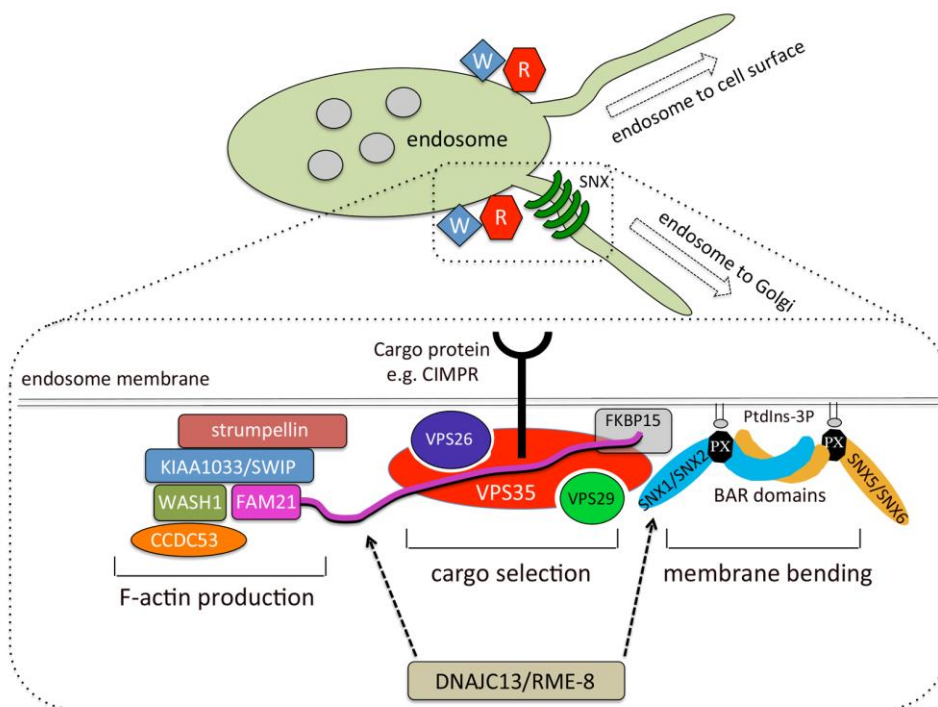 W
R
endosome
endosome to cell surface
SNX
W
R
endosome to Golgi
Cargo protein
e.g. CIMPR
endosome membrane
strumpellin
KIAA1033/SWIP
WASH1
FAM21
CCDC53
F-actin production
VPS26
VPS35
VPS29
FKBP15
cargo selection
PtdIns-3P
PX
PX
SNX1/SNX2
BAR domains
SNX5/SNX6
membrane bending
DNAJC13/RME-8